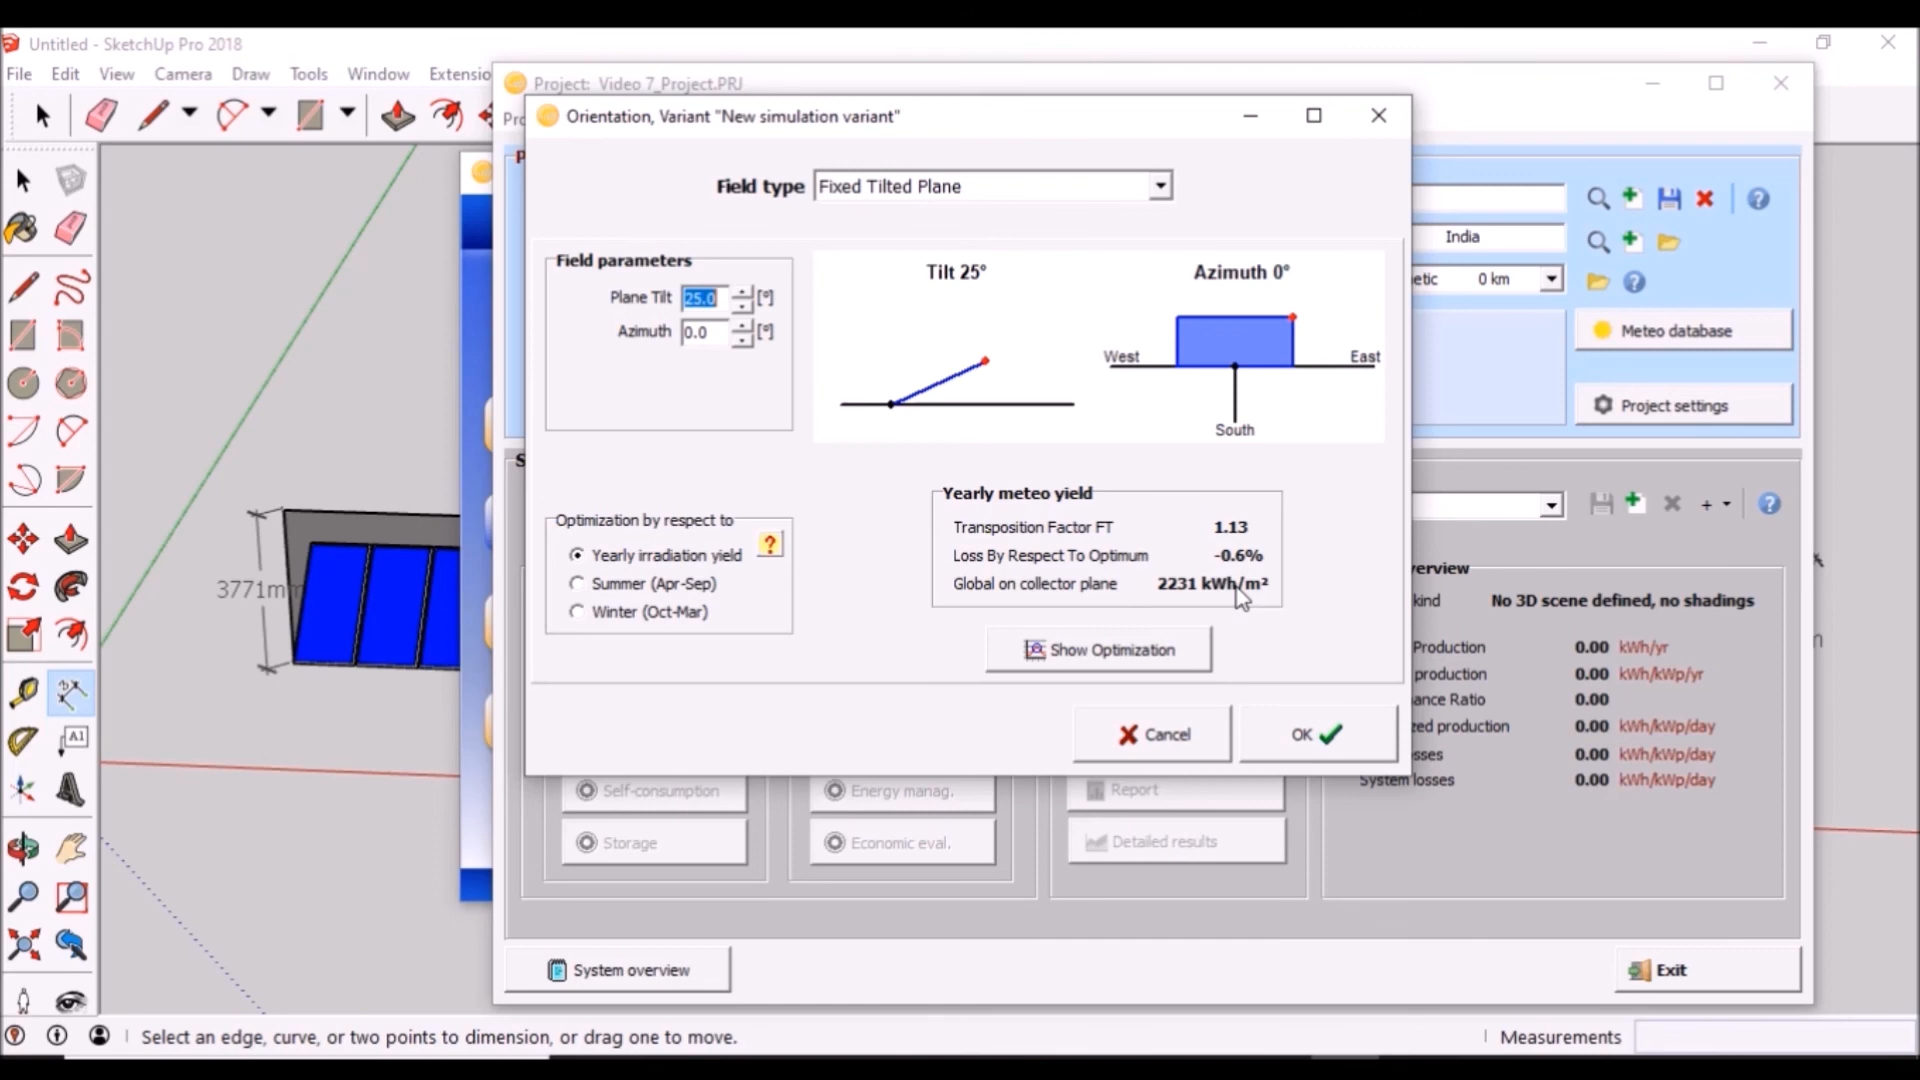 Untitled - SketchUp Pro 2018
File Edit View Camera Draw Tools Window Extensio
Project: Video 7_Project.PRJ
Orientation, Variant "New simulation variant"
Field type Fixed Tilted Plane
Field parameters
Plane Tilt 25.0 [°]
Azimuth 0.0 [°]
Tilt 25°
Azimuth 0°
West
East
South
Optimization by respect to
Yearly irradiation yield
Summer (Apr-Sep)
Winter (Oct-Mar)
?
Yearly meteo yield
Transposition Factor FT 1.13
Loss By Respect To Optimum -0.6%
Global on collector plane 2231 kWh/m²
Show Optimization
Cancel
OK
India
etic 0 km
Meteo database
Project settings
erview
kind No 3D scene defined, no shadings
Production 0.00 kWh/yr
production 0.00 kWh/kWp/yr
ance Ratio 0.00
zed production 0.00 kWh/kWp/day
sses 0.00 kWh/kWp/day
System losses 0.00 kWh/kWp/day
Self-consumption
Energy manag.
Report
Storage
Economic eval.
Detailed results
System overview
Exit
3771m
A1
Select an edge, curve, or two points to dimension, or drag one to move.
Measurements